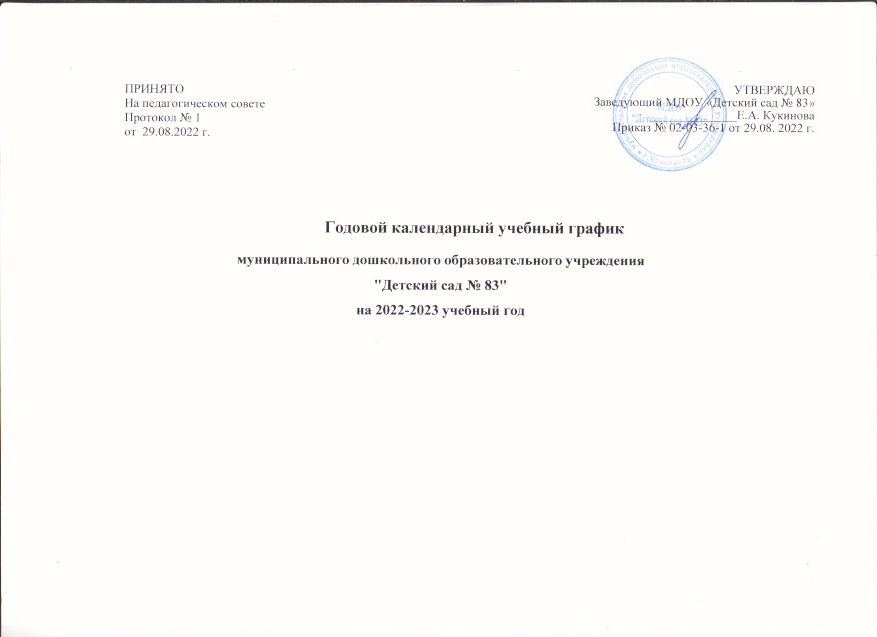 ПРИНЯТО
На педагогическом совете
Протокол № 1
от 29.08.2022 г.
УТВЕРЖДАЮ
Заведующий МДОУ «Детский сад № 83»
Е.А. Кукинова
Приказ № 02-03-36-1 от 29.08. 2022 г.
Годовой календарный учебный график
муниципального дошкольного образовательного учреждения
"Детский сад № 83"
на 2022-2023 учебный год